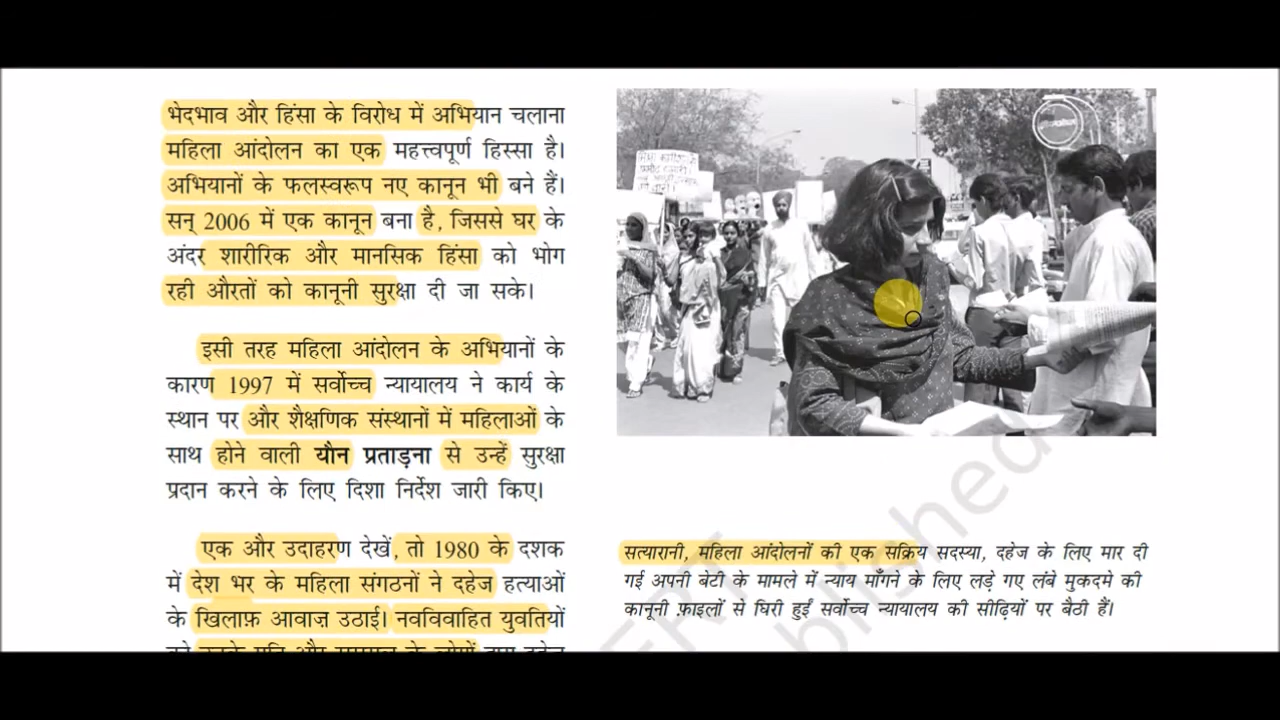 भेदभाव और हिंसा के विरोध में अभियान चलाना
महिला आंदोलन का एक महत्त्वपूर्ण हिस्सा है।
अभियानों के फलस्वरूप नए कानून भी बने हैं।
सन् 2006 में एक कानून बना है, जिससे घर के
अंदर शारीरिक और मानसिक हिंसा को भोग
रही औरतों को कानूनी सुरक्षा दी जा सके।
इसी तरह महिला आंदोलन के अभियानों के
कारण 1997 में सर्वोच्च न्यायालय ने कार्य के
स्थान पर और शैक्षणिक संस्थानों में महिलाओं के
साथ होने वाली यौन प्रताड़ना से उन्हें सुरक्षा
प्रदान करने के लिए दिशा निर्देश जारी किए।
एक और उदाहरण देखें, तो 1980 के दशक
में देश भर के महिला संगठनों ने दहेज हत्याओं
के खिलाफ़ आवाज उठाई। नवविवाहित युवतियों
सत्यारानी, महिला आंदोलनों की एक सक्रिय सदस्या, दहेज के लिए मार दी
गई अपनी बेटी के मामले में न्याय माँगने के लिए लड़े गए लंबे मुकदमे की
कानूनी फ़ाइलों से घिरी हुईं सर्वोच्च न्यायालय की सीढ़ियों पर बैठी हैं।
blished